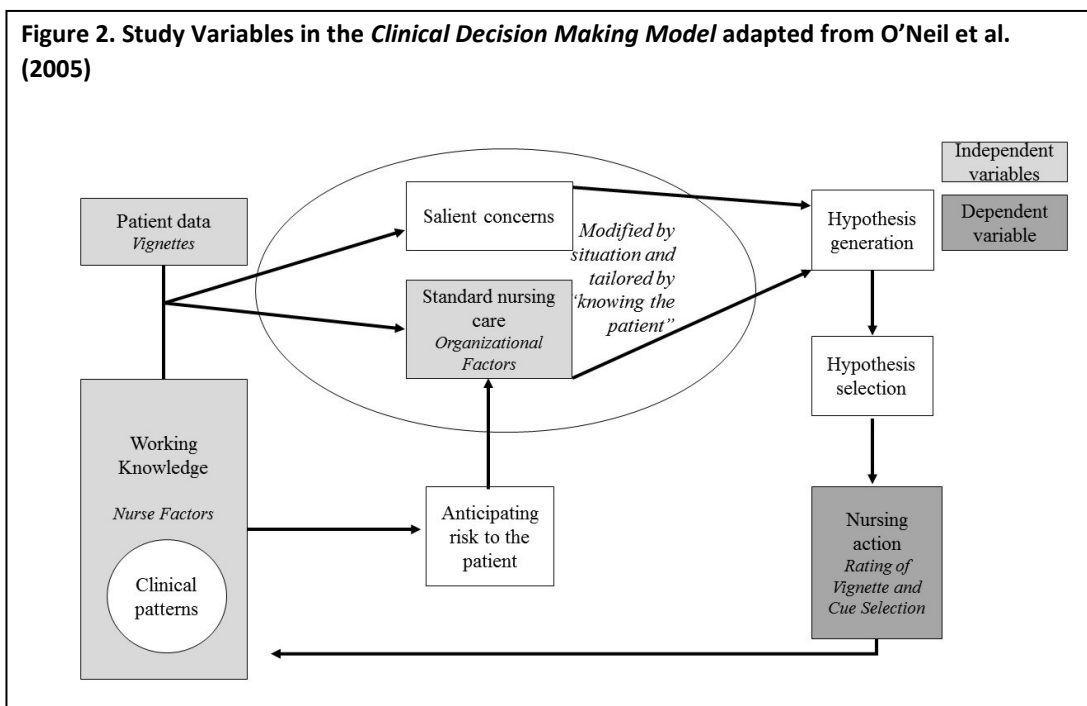 Figure 2. Study Variables in the Clinical Decision Making Model adapted from O’Neil et al.
(2005)
Independent
variables
Dependent
variable
Patient data
Vignettes
Salient concerns
Modified by
situation and
tailored by
“knowing the
patient”
Standard nursing
care
Organizational
Factors
Hypothesis
generation
Hypothesis
selection
Working
Knowledge
Nurse Factors
Clinical
patterns
Anticipating
risk to the
patient
Nursing
action
Rating of
Vignette and
Cue Selection